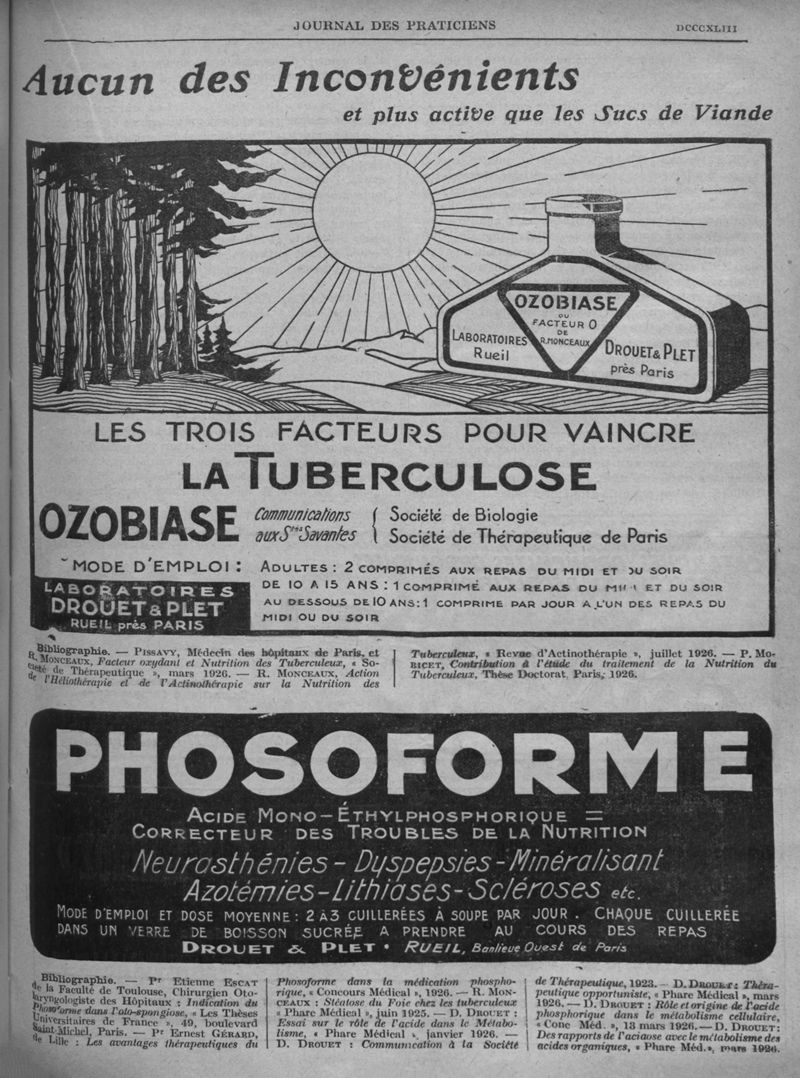 JOURNAL DES PRATICIENS
DCCCXLIII
Aucun des Inconvénients
et plus active que les Sucs de Viande
OZOBIASE
OU
FACTEUR O
DE
R. MONCEAUX
LABORATOIRES
Rueil
DROUET & PLET
près Paris
LES TROIS FACTEURS POUR VAINCRE
LA TUBERCULOSE
OZOBIASE
Communications
aux Stés Savantes
Société de Biologie
Société de Thérapeutique de Paris
MODE D'EMPLOI :
ADULTES : 2 COMPRIMÉS AUX REPAS DU MIDI ET DU SOIR
DE 10 A 15 ANS : 1 COMPRIMÉ AUX REPAS DU MIDI ET DU SOIR
AU DESSOUS DE 10 ANS : 1 COMPRIME PAR JOUR A L'UN DES REPAS DU
MIDI OU DU SOIR
LABORATOIRES
DROUET & PLET
RUEIL près PARIS
Bibliographie. — PISSAVY, Médecin des hôpitaux de Paris, et
R. MONCEAUX, Facteur oxydant et Nutrition des Tuberculeux, « So-
ciété de Thérapeutique », mars 1926. — R. MONCEAUX, Action
de l'Héliothérapie et de l'Actinothérapie sur la Nutrition des
Tuberculeux, « Revue d'Actinothérapie », juillet 1926. — P. MO-
RICET, Contribution à l'étude du traitement de la Nutrition du
Tuberculeux, Thèse Doctorat, Paris, 1926.
PHOSOFORME
ACIDE MONO-ÉTHYLPHOSPHORIQUE =
CORRECTEUR DES TROUBLES DE LA NUTRITION
Neurasthénies - Dyspepsies - Minéralisant
Azotémies - Lithiases - Scléroses etc.
MODE D'EMPLOI ET DOSE MOYENNE : 2 À 3 CUILLERÉES À SOUPE PAR JOUR. CHAQUE CUILLERÉE
DANS UN VERRE DE BOISSON SUCRÉE A PRENDRE AU COURS DES REPAS
DROUET & PLET • RUEIL, Banlieue Ouest de Paris
Bibliographie. — Pr Etienne ESCAT
de la Faculté de Toulouse, Chirurgien Oto-
laryngologiste des Hôpitaux : Indication du
Phosoforme dans l'oto-spongiose, « Les Thèses
Universitaires de France », 49, boulevard
Saint-Michel, Paris. — Pr Ernest GÉRARD,
de Lille : Les avantages thérapeutiques du
Phosoforme dans la médication phospho-
rique, « Concours Médical », 1926. — R. MON-
CEAUX : Stéatose du Foie chez les tuberculeux
« Phare Médical », juin 1925. — D. DROUET :
Essai sur le rôle de l'acide dans le Métabo-
lisme, « Phare Médical », janvier 1926. —
D. DROUET : Communication à la Société
de Thérapeutique, 1923. — D. DROUET : Théra-
peutique opportuniste, « Phare Médical », mars
1926. — D. DROUET : Rôle et origine de l'acide
phosphorique dans le métabolisme cellulaire,
« Conc Méd. », 13 mars 1926. — D. DROUET :
Des rapports de l'acidose avec le métabolisme des
acides organiques, « Phare Méd. », mars 1926.